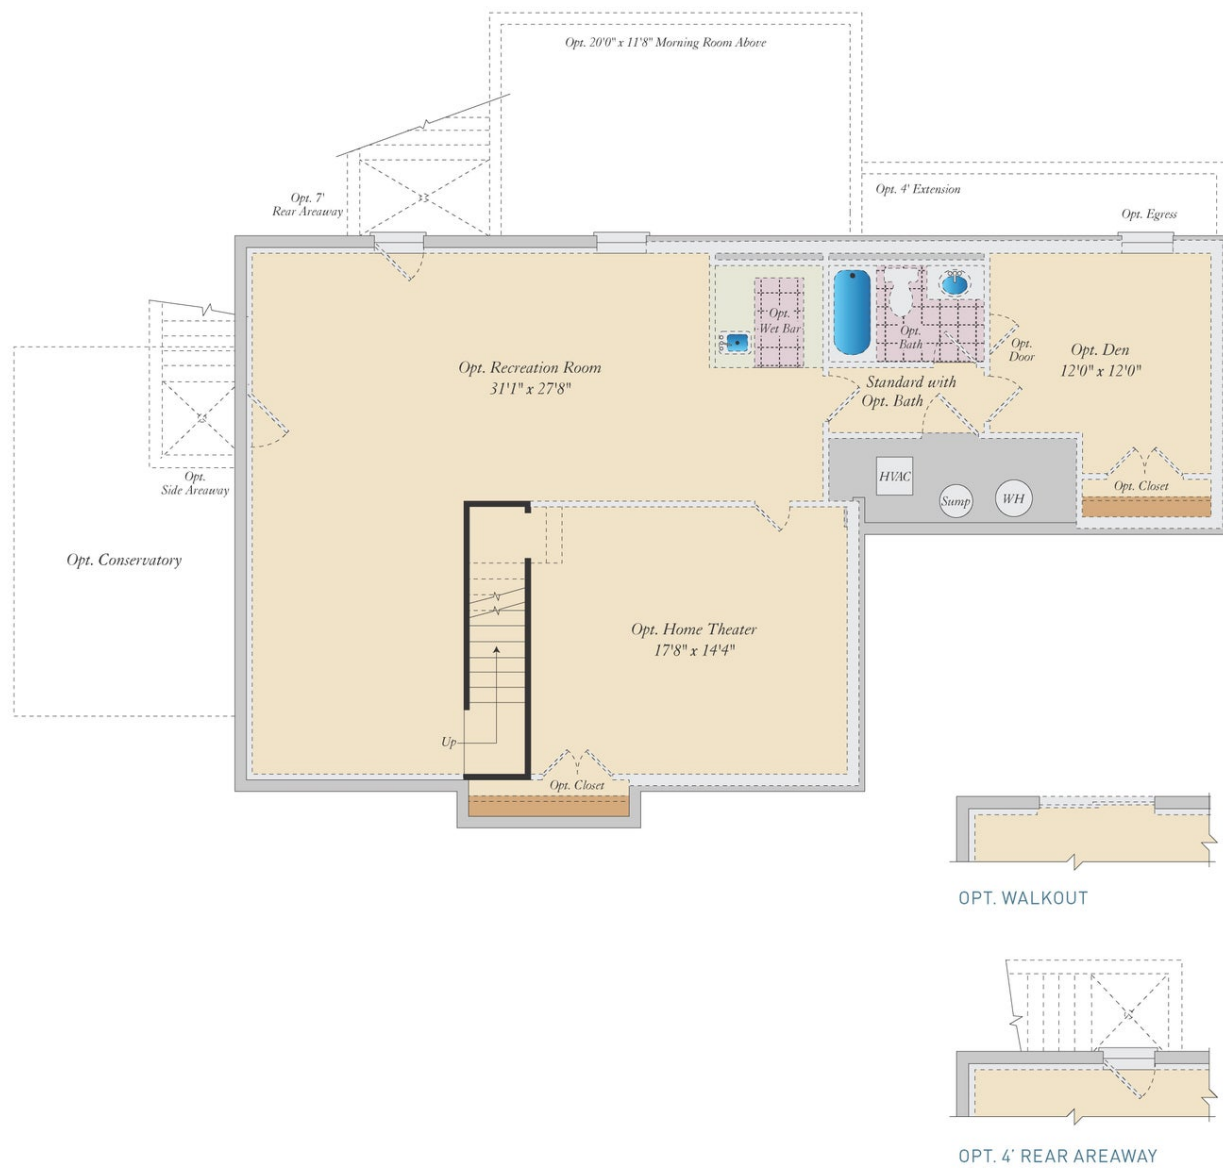 Opt. 20'0" x 11'8" Morning Room Above
Opt. 7'
Rear Areaway
Opt. 4' Extension
Opt. Egress
Opt.
Wet Bar
Opt.
Bath
Opt.
Door
Opt. Den
12'0" x 12'0"
Opt. Recreation Room
31'1" x 27'8"
Standard with
Opt. Bath
Opt.
Side Areaway
HVAC
Sump
WH
Opt. Closet
Opt. Conservatory
Opt. Home Theater
17'8" x 14'4"
Up
Opt. Closet
OPT. WALKOUT
OPT. 4' REAR AREAWAY